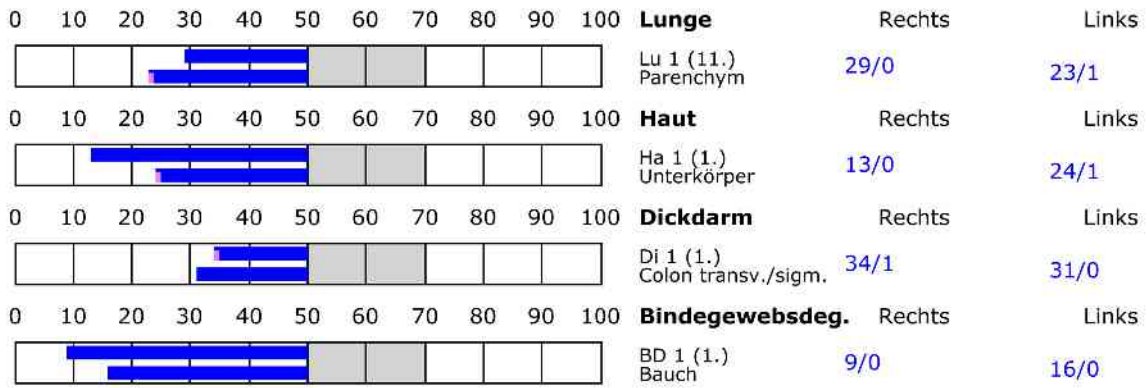 0 10 20 30 40 50 60 70 80 90 100 Lunge Rechts Links
Lu 1 (11.) 29/0 23/1
Parenchym
0 10 20 30 40 50 60 70 80 90 100 Haut Rechts Links
Ha 1 (1.) 13/0 24/1
Unterkörper
0 10 20 30 40 50 60 70 80 90 100 Dickdarm Rechts Links
Di 1 (1.) 34/1 31/0
Colon transv./sigm.
0 10 20 30 40 50 60 70 80 90 100 Bindegewebsdeg. Rechts Links
BD 1 (1.) 9/0 16/0
Bauch